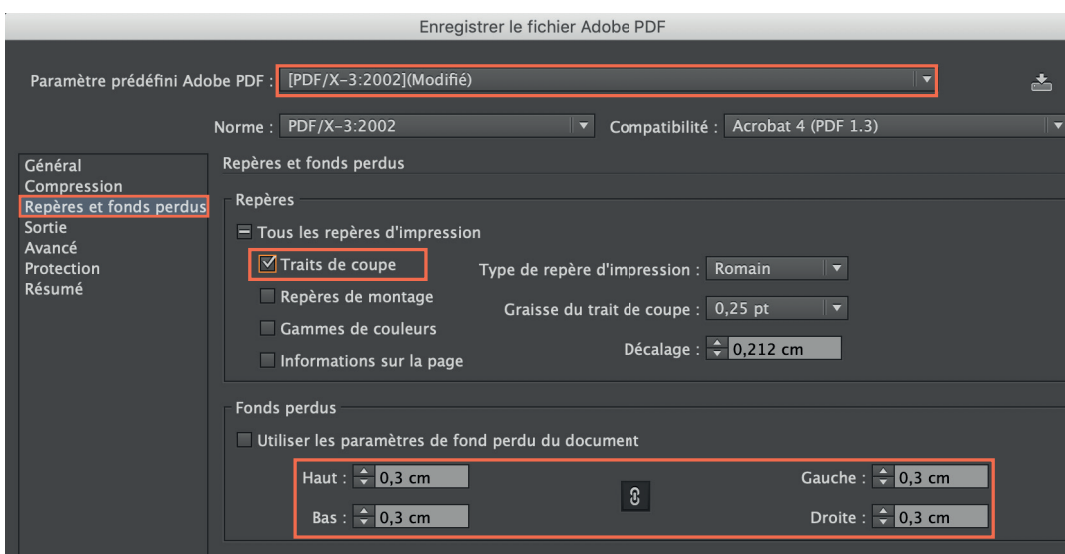 Enregistrer le fichier Adobe PDF
Paramètre prédéfini Adobe PDF : [PDF/X-3:2002](Modifié)
Norme : PDF/X-3:2002 Compatibilité : Acrobat 4 (PDF 1.3)
Général
Compression
Repères et fonds perdus
Sortie
Avancé
Protection
Résumé
Repères et fonds perdus
Repères
Tous les repères d'impression
Traits de coupe
Repères de montage
Gammes de couleurs
Informations sur la page
Type de repère d'impression : Romain
Graisse du trait de coupe : 0,25 pt
Décalage : 0,212 cm
Fonds perdus
Utiliser les paramètres de fond perdu du document
Haut : 0,3 cm Gauche : 0,3 cm
Bas : 0,3 cm Droite : 0,3 cm